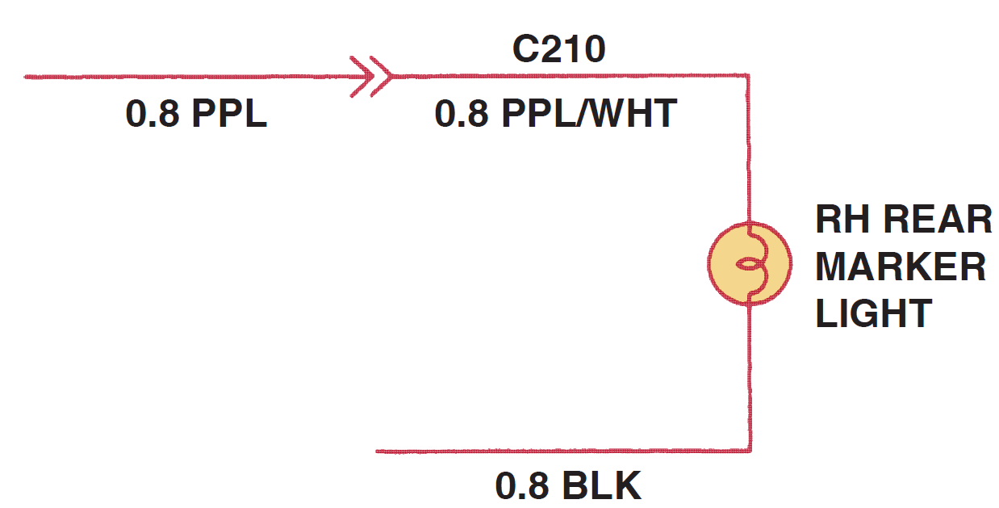 C210
0.8 PPL
0.8 PPL/WHT
RH REAR
MARKER
LIGHT
0.8 BLK